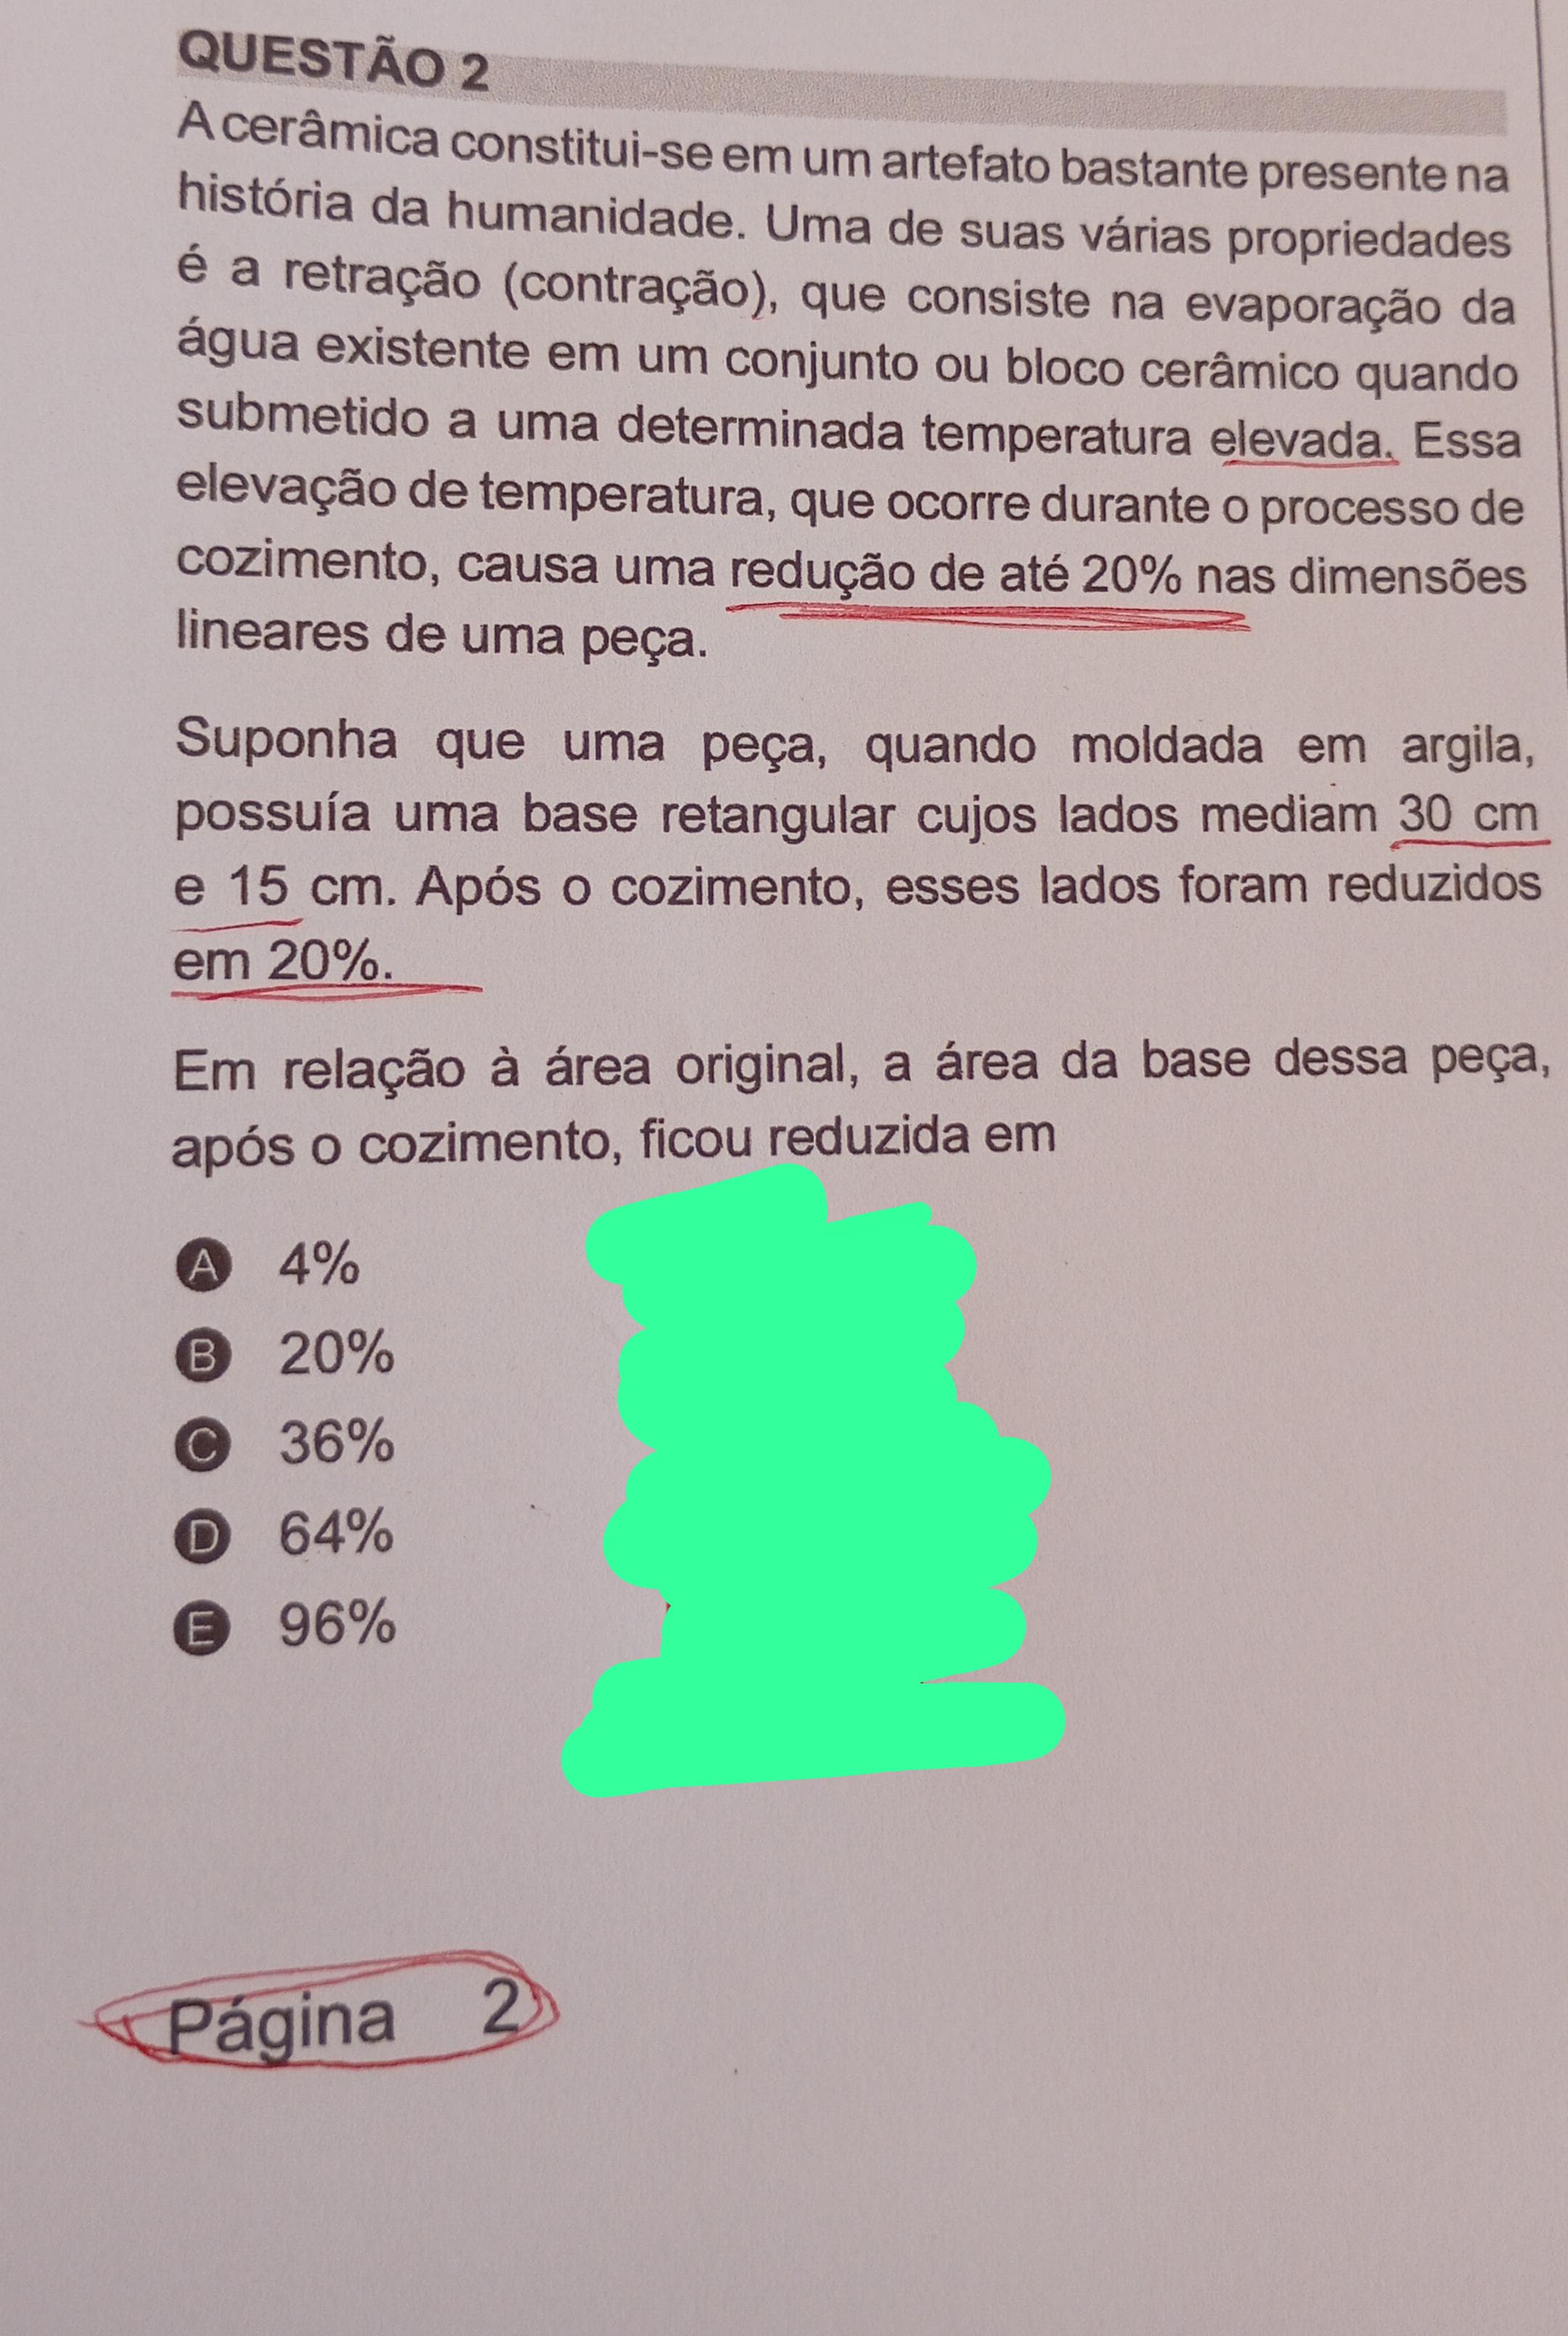 QUESTÃO 2
A cerâmica constitui-se em um artefato bastante presente na
história da humanidade. Uma de suas várias propriedades
é a retração (contração), que consiste na evaporação da
água existente em um conjunto ou bloco cerâmico quando
submetido a uma determinada temperatura elevada. Essa
elevação de temperatura, que ocorre durante o processo de
cozimento, causa uma redução de até 20% nas dimensões
lineares de uma peça.
Suponha que uma peça, quando moldada em argila,
possuía uma base retangular cujos lados mediam 30 cm
e 15 cm. Após o cozimento, esses lados foram reduzidos
em 20%.
Em relação à área original, a área da base dessa peça,
após o cozimento, ficou reduzida em
A 4%
B 20%
C 36%
D 64%
E 96%
Página 2